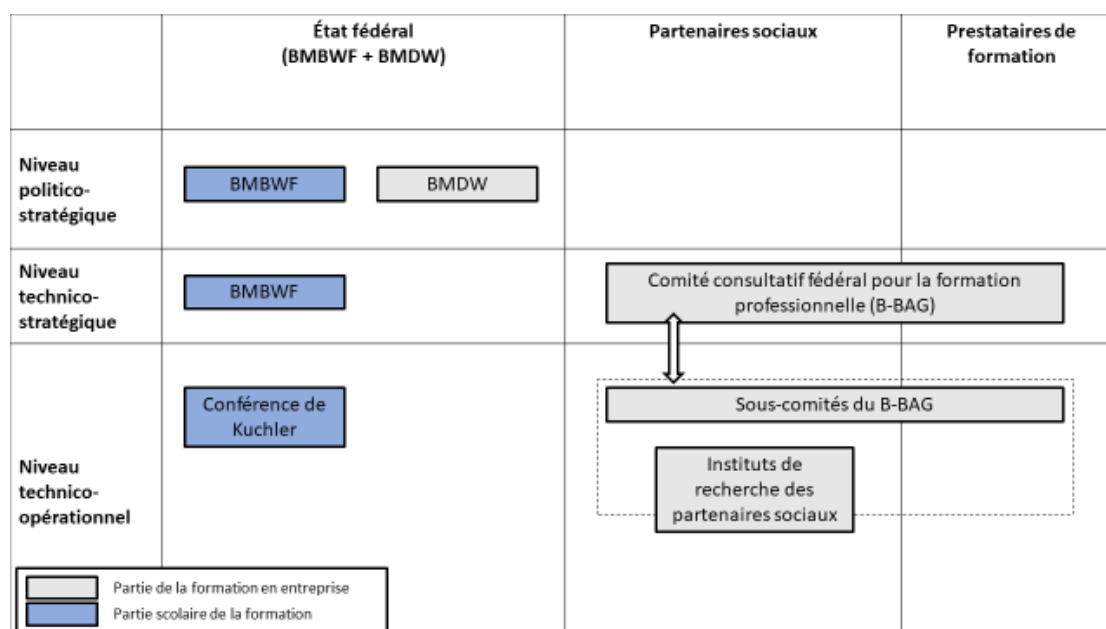 État fédéral
(BMBWF + BMDW)
Partenaires sociaux
Prestataires de
formation
Niveau
politico-
stratégique
BMBWF
BMDW
Niveau
technico-
stratégique
BMBWF
Comité consultatif fédéral pour la formation
professionnelle (B-BAG)
Niveau
technico-
opérationnel
Conférence de
Kuchler
Sous-comités du B-BAG
Instituts de
recherche des
partenaires sociaux
Partie de la formation en entreprise
Partie scolaire de la formation